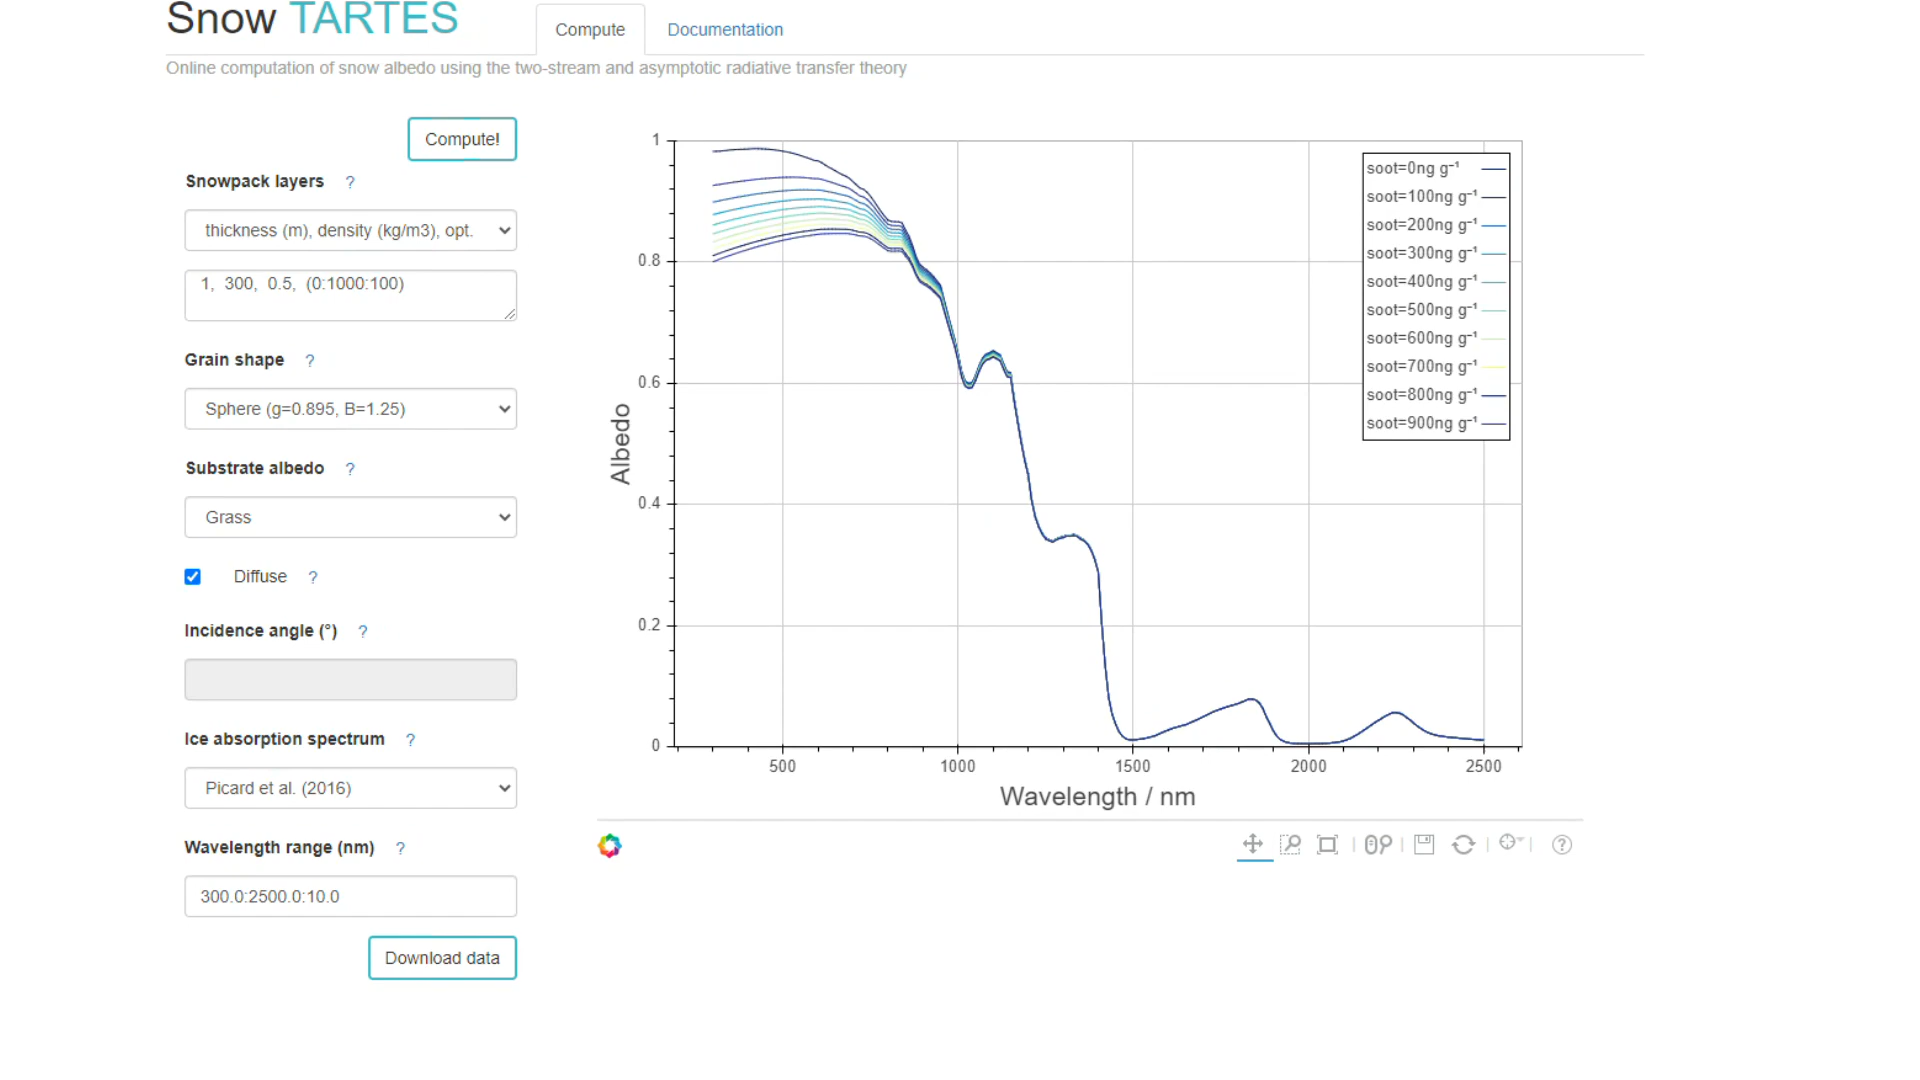 Snow TARTES
Compute
Documentation
Online computation of snow albedo using the two-stream and asymptotic radiative transfer theory
Compute!
Snowpack layers ?
thickness (m), density (kg/m3), opt.
1, 300, 0.5, (0:1000:100)
Grain shape ?
Sphere (g=0.895, B=1.25)
Substrate albedo ?
Grass
Diffuse ?
Incidence angle (°) ?
Ice absorption spectrum ?
Picard et al. (2016)
Wavelength range (nm) ?
300.0:2500.0:10.0
Download data
Albedo
1
0.8
0.6
0.4
0.2
0
500
1000
1500
2000
2500
Wavelength / nm
soot=0ng g⁻¹
soot=100ng g⁻¹
soot=200ng g⁻¹
soot=300ng g⁻¹
soot=400ng g⁻¹
soot=500ng g⁻¹
soot=600ng g⁻¹
soot=700ng g⁻¹
soot=800ng g⁻¹
soot=900ng g⁻¹
?